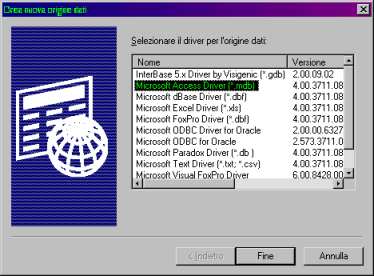 Crea nuova origine dati
Selezionare il driver per l'origine dati:
Nome Versione
InterBase 5.x Driver by Visigenic (*.gdb) 2.00.09.02
Microsoft Access Driver (*.mdb) 4.00.3711.08
Microsoft dBase Driver (*.dbf) 4.00.3711.08
Microsoft Excel Driver (*.xls) 4.00.3711.08
Microsoft FoxPro Driver (*.dbf) 4.00.3711.08
Microsoft ODBC Driver for Oracle 2.00.00.6327
Microsoft ODBC for Oracle 2.573.3711.0
Microsoft Paradox Driver (*.db ) 4.00.3711.08
Microsoft Text Driver (*.txt; *.csv) 4.00.3711.08
Microsoft Visual FoxPro Driver 6.00.8428.00
< Indietro Fine Annulla